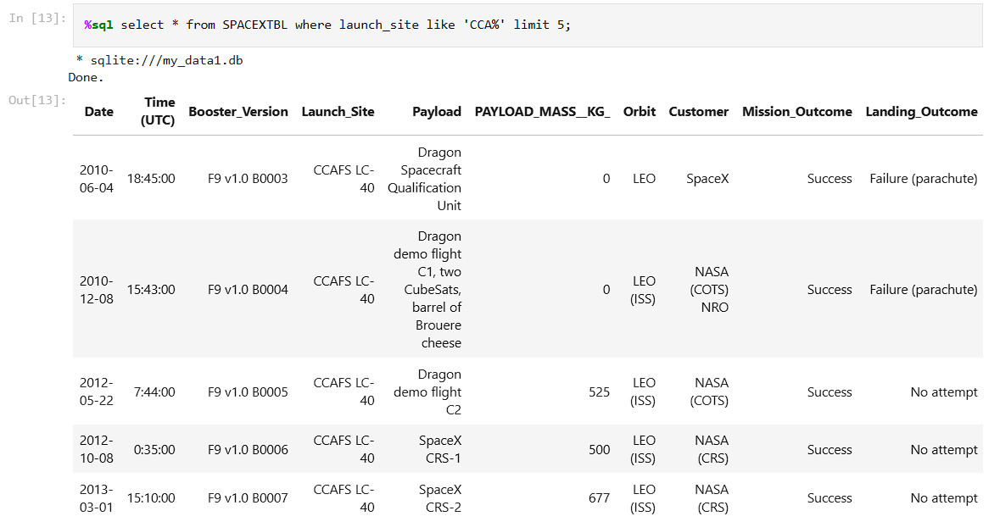 In [13]:
%sql select * from SPACEXTBL where launch_site like 'CCA%' limit 5;
* sqlite:///my_data1.db
Done.
Out[13]:
Date Time (UTC) Booster_Version Launch_Site Payload PAYLOAD_MASS__KG_ Orbit Customer Mission_Outcome Landing_Outcome
2010-06-04 18:45:00 F9 v1.0 B0003 CCAFS LC-40 Dragon Spacecraft Qualification Unit 0 LEO SpaceX Success Failure (parachute)
2010-12-08 15:43:00 F9 v1.0 B0004 CCAFS LC-40 Dragon demo flight C1, two CubeSats, barrel of Brouere cheese 0 LEO (ISS) NASA (COTS) NRO Success Failure (parachute)
2012-05-22 7:44:00 F9 v1.0 B0005 CCAFS LC-40 Dragon demo flight C2 525 LEO (ISS) NASA (COTS) Success No attempt
2012-10-08 0:35:00 F9 v1.0 B0006 CCAFS LC-40 SpaceX CRS-1 500 LEO (ISS) NASA (CRS) Success No attempt
2013-03-01 15:10:00 F9 v1.0 B0007 CCAFS LC-40 SpaceX CRS-2 677 LEO (ISS) NASA (CRS) Success No attempt